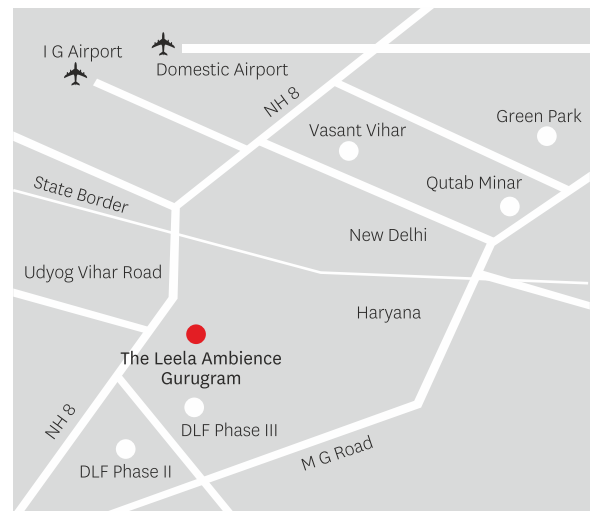 I G Airport
Domestic Airport
NH 8
Green Park
Vasant Vihar
Qutab Minar
State Border
New Delhi
Udyog Vihar Road
Haryana
The Leela Ambience
Gurugram
NH 8
DLF Phase III
M G Road
DLF Phase II